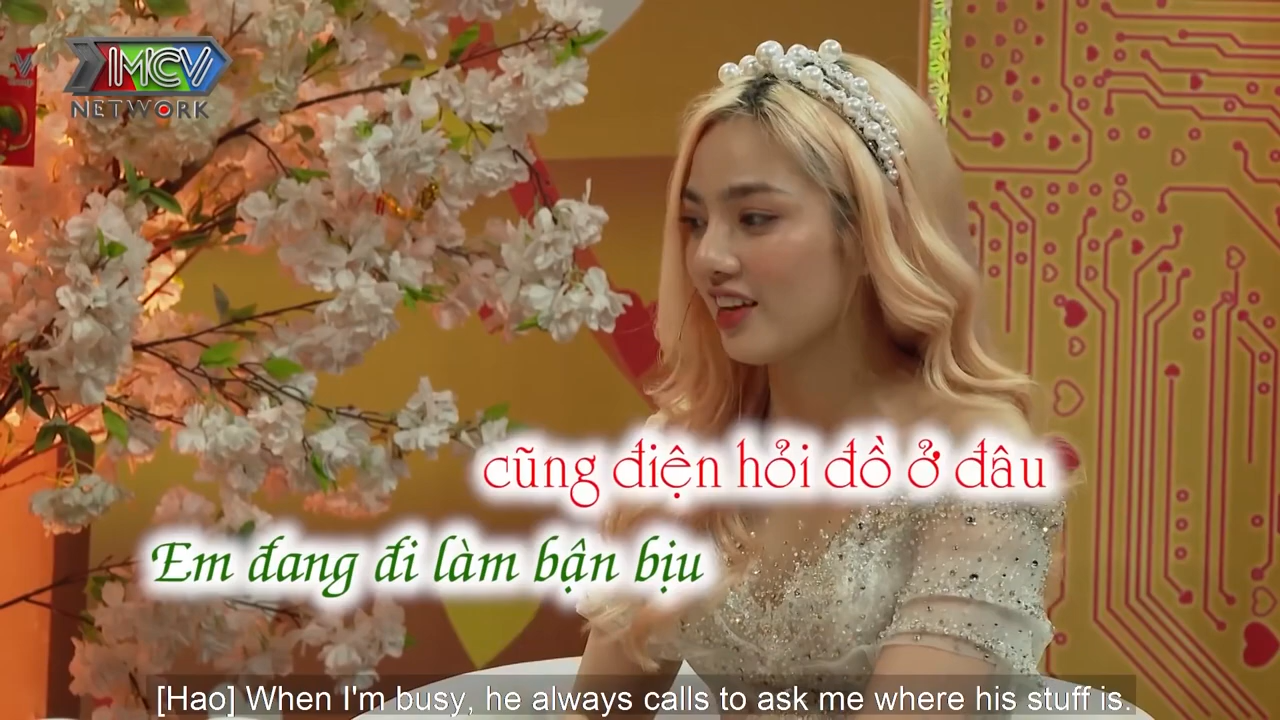 MCV
NETWORK
cũng điện hỏi đồ ở đâu
Em đang đi làm bận bịu
[Hao] When I'm busy, he always calls to ask me where his stuff is.